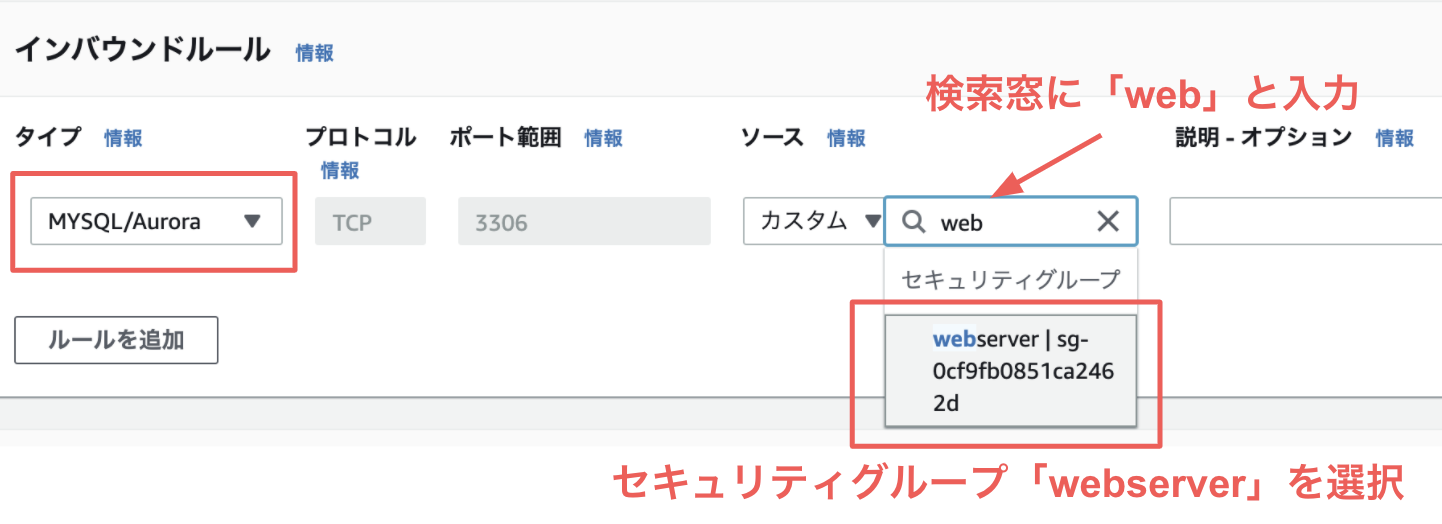 インバウンドルール 情報
検索窓に「web」と入力
タイプ 情報
プロトコル
情報
ポート範囲 情報
ソース 情報
説明 - オプション 情報
MYSQL/Aurora
TCP
3306
カスタム
web
セキュリティグループ
webserver | sg-
0cf9fb0851ca246
2d
ルールを追加
セキュリティグループ「webserver」を選択